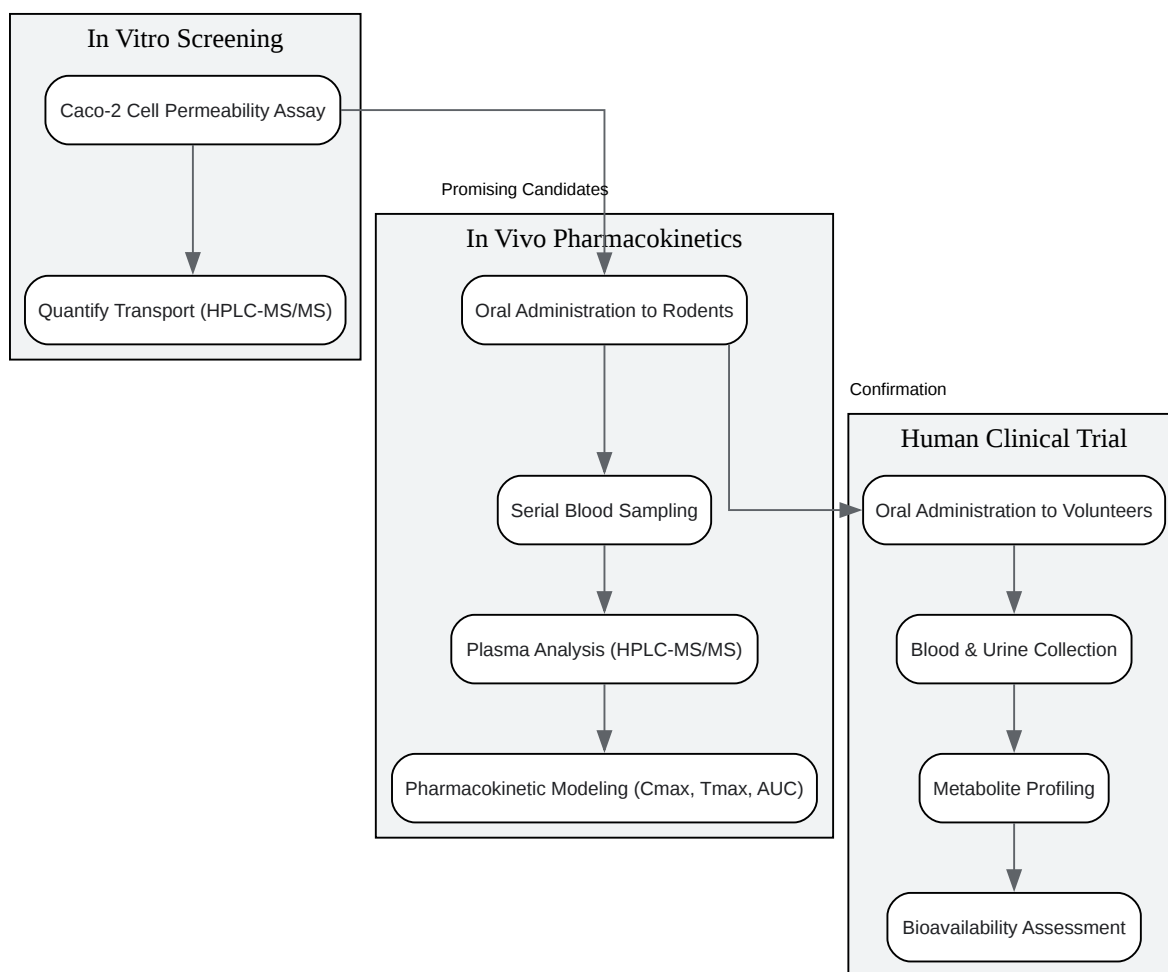 In Vitro Screening
Caco-2 Cell Permeability Assay
Quantify Transport (HPLC-MS/MS)
Promising Candidates
In Vivo Pharmacokinetics
Oral Administration to Rodents
Serial Blood Sampling
Plasma Analysis (HPLC-MS/MS)
Pharmacokinetic Modeling (Cmax, Tmax, AUC)
Confirmation
Human Clinical Trial
Oral Administration to Volunteers
Blood & Urine Collection
Metabolite Profiling
Bioavailability Assessment